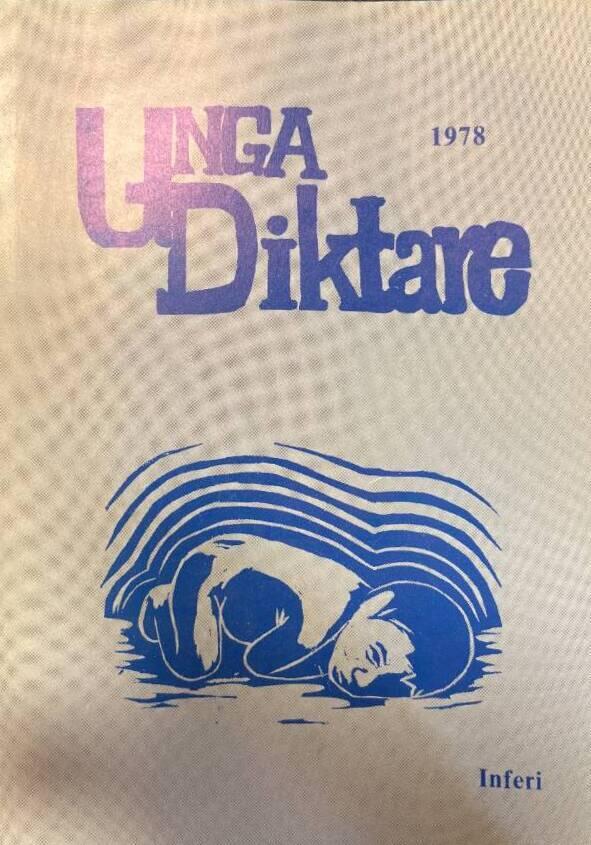 UNGA
1978
Diktare
Inferi